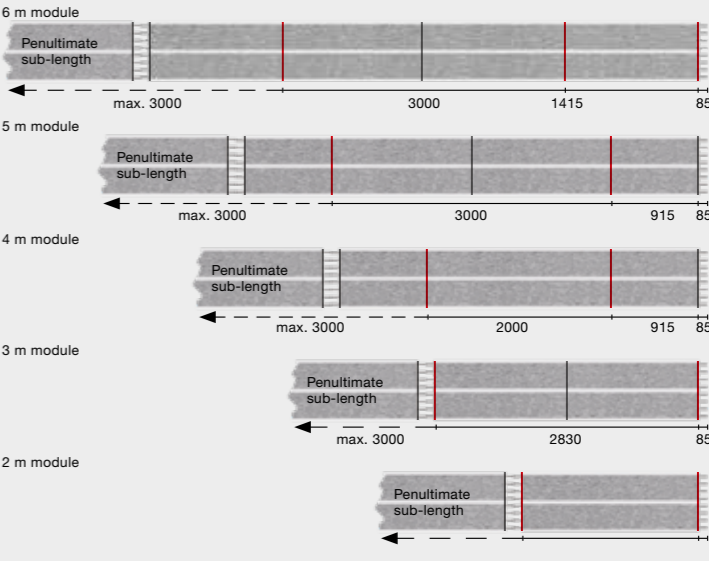 6 m module
Penultimate
sub-length
max. 3000 3000 1415 85
5 m module
Penultimate
sub-length
max. 3000 3000 915 85
4 m module
Penultimate
sub-length
max. 3000 2000 915 85
3 m module
Penultimate
sub-length
max. 3000 2830 85
2 m module
Penultimate
sub-length